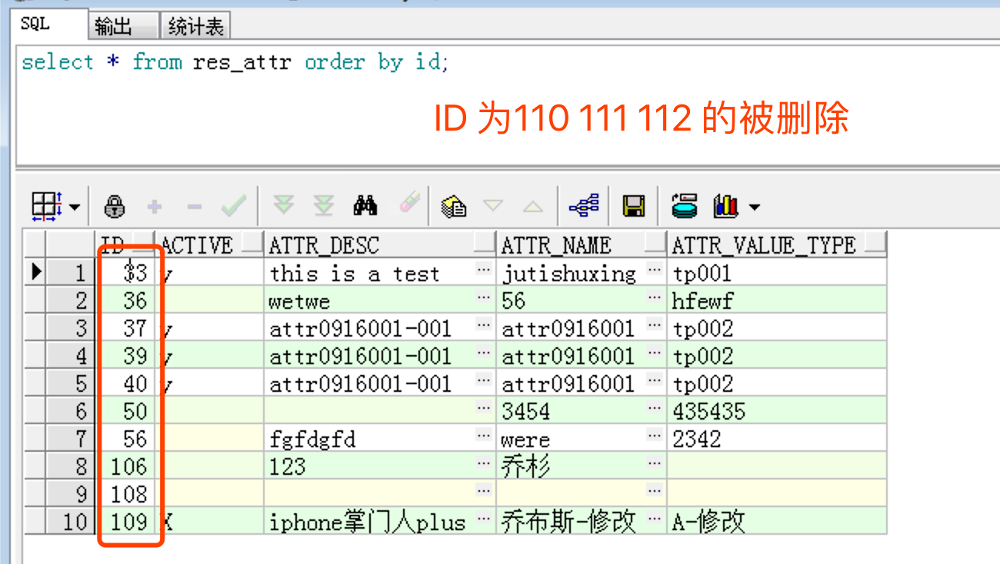 SQL 输出 统计表
select * from res_attr order by id;
ID 为110 111 112 的被删除
ID ACTIVE ATTR_DESC ATTR_NAME ATTR_VALUE_TYPE
1 33 y this is a test ... jutishuxing ... tp001
2 36 wetwe ... 56 ... hfewf
3 37 y attr0916001-001 ... attr0916001 ... tp002
4 39 y attr0916001-001 ... attr0916001 ... tp002
5 40 y attr0916001-001 ... attr0916001 ... tp002
6 50 ... 3454 ... 435435
7 56 fgfdgfd ... were ... 2342
8 106 123 ... 乔杉 ...
9 108 ... ...
10 109 X iphone掌门人plus ... 乔布斯-修改 ... A-修改